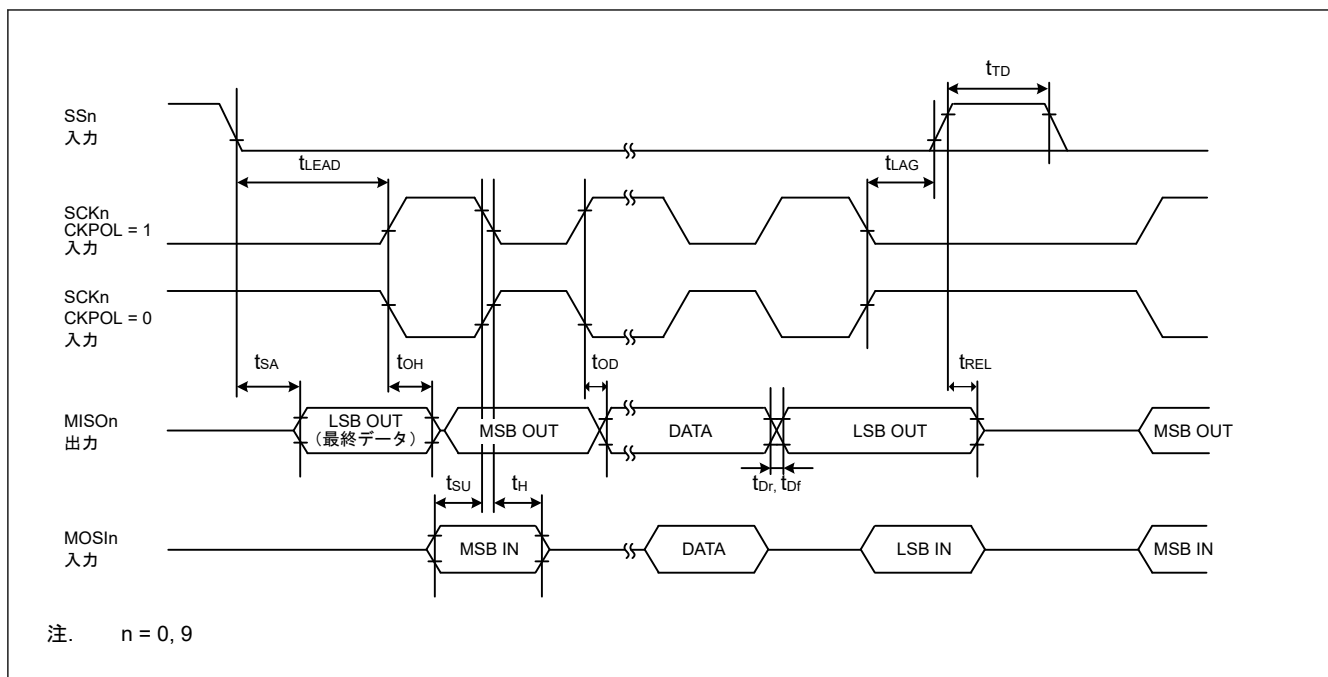 tTD
SSn
入力
tLEAD
tLAG
SCKn
CKPOL = 1
入力
SCKn
CKPOL = 0
入力
tSA
tOH
tOD
tREL
MISOn
出力
LSB OUT
(最終データ)
MSB OUT
DATA
LSB OUT
MSB OUT
tSU
tH
tDr, tDf
MOSIn
入力
MSB IN
DATA
LSB IN
MSB IN
注. n = 0, 9